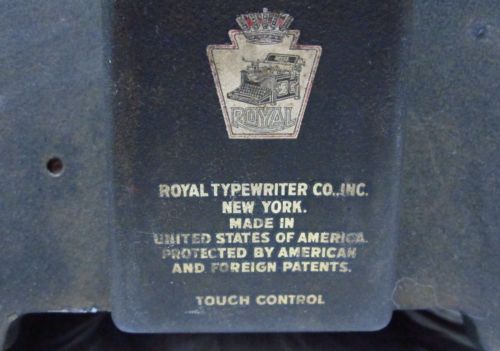 ROYAL
ROYAL TYPEWRITER CO., INC.
NEW YORK.
MADE IN
UNITED STATES OF AMERICA.
PROTECTED BY AMERICAN
AND FOREIGN PATENTS.
TOUCH CONTROL